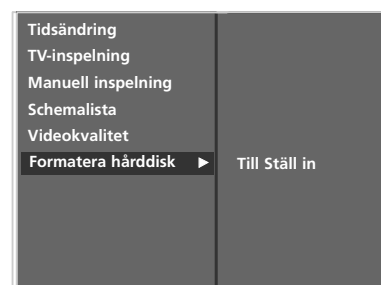 Tidsändring
TV-inspelning
Manuell inspelning
Schemalista
Videokvalitet
Formatera hårddisk ► Till Ställ in